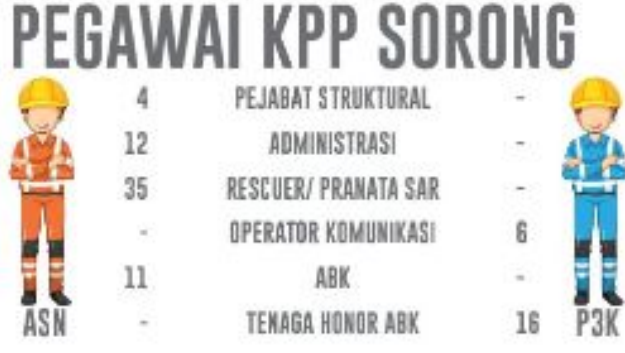 PEGAWAI KPP SORONG
4 PEJABAT STRUKTURAL -
12 ADMINISTRASI -
35 RESCUER/ PRANATA SAR -
- OPERATOR KOMUNIKASI 6
11 ABK -
ASN - TENAGA HONOR ABK 16 P3K